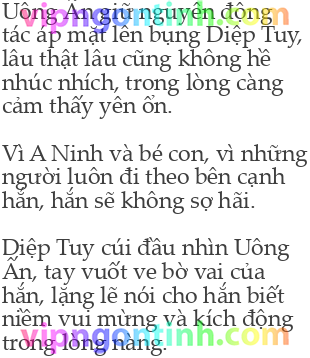 Uông Ấn giữ nguyên động
tác áp mặt lên bụng Diệp Tuy,
lâu thật lâu cũng không hề
nhúc nhích, trong lòng càng
cảm thấy yên ổn.
Vì A Ninh và bé con, vì những
người luôn đi theo bên cạnh
hắn, hắn sẽ không sợ hãi.
Diệp Tuy cúi đầu nhìn Uông
Ấn, tay vuốt ve bờ vai của
hắn, lặng lẽ nói cho hắn biết
niềm vui mừng và kích động
trong lòng nàng.
vipngontinh.com
vipngontinh.com